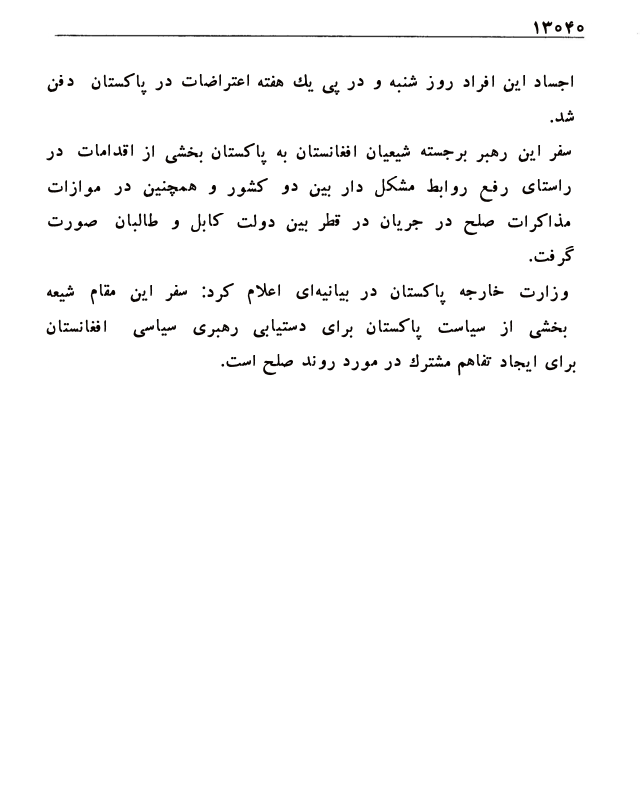 ۱۳۰۴۰
اجساد این افراد روز شنبه و در پی یك هفته اعتراضات در پاکستان دفن
شد.
سفر این رهبر برجسته شیعیان افغانستان به پاکستان بخشی از اقدامات در
راستای رفع روابط مشکل دار بین دو کشور و همچنین در موازات
مذاکرات صلح در جریان در قطر بین دولت کابل و طالبان صورت
گرفت.
وزارت خارجه پاکستان در بیانیه‌ای اعلام کرد: سفر این مقام شیعه
بخشی از سیاست پاکستان برای دستیابی رهبری سیاسی افغانستان
برای ایجاد تفاهم مشترك در مورد روند صلح است.